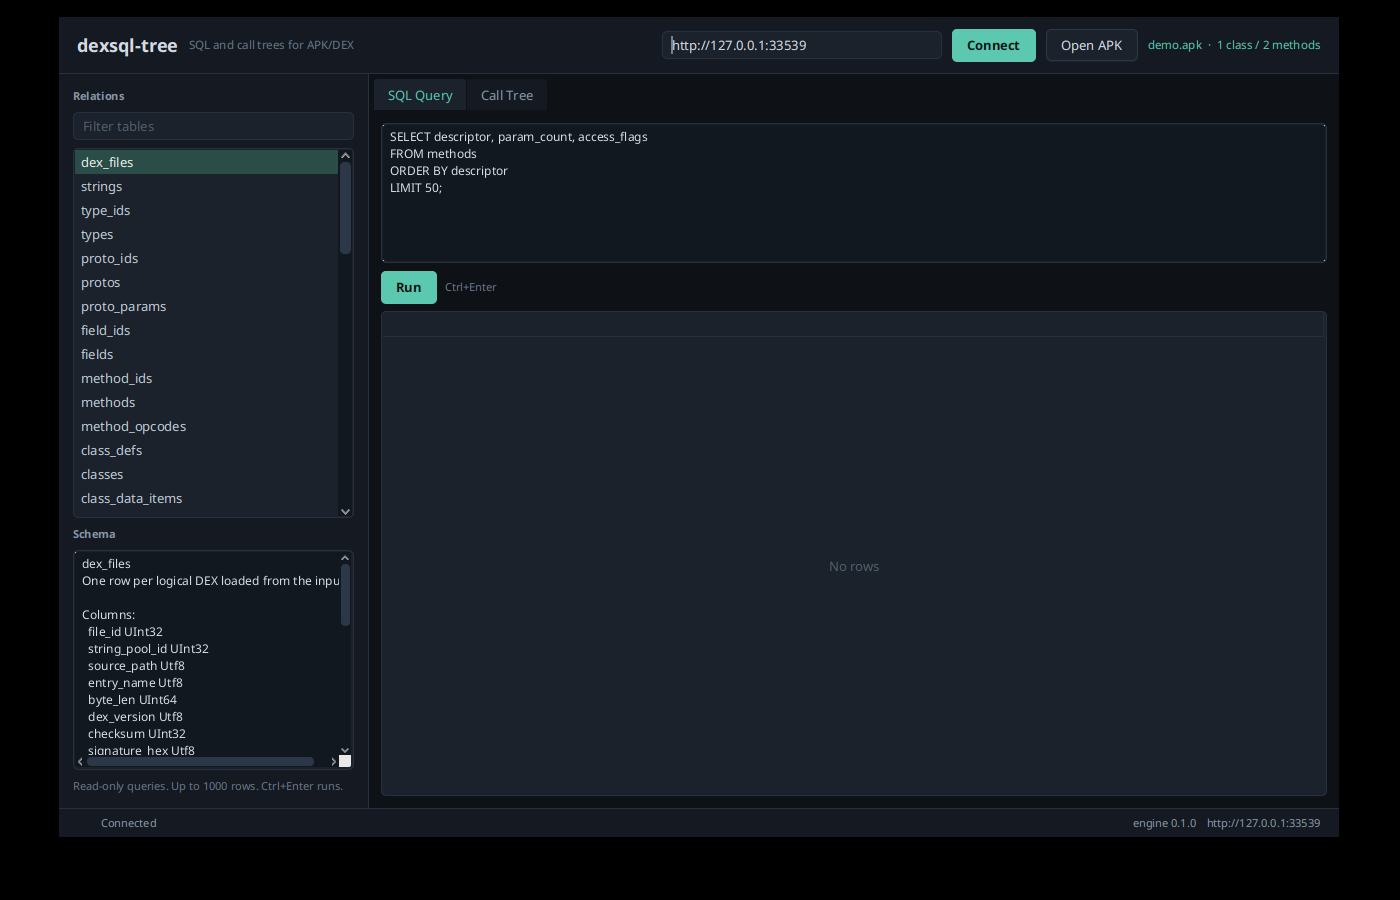 dexsql-tree SQL and call trees for APK/DEX
http://127.0.0.1:33539 Connect Open APK demo.apk · 1 class / 2 methods
Relations
Filter tables
dex_files
strings
type_ids
types
proto_ids
protos
proto_params
field_ids
fields
method_ids
methods
method_opcodes
class_defs
classes
class_data_items
Schema
dex_files
One row per logical DEX loaded from the inpu
Columns:
file_id UInt32
string_pool_id UInt32
source_path Utf8
entry_name Utf8
byte_len UInt64
dex_version Utf8
checksum UInt32
signature_hex Utf8
Read-only queries. Up to 1000 rows. Ctrl+Enter runs.
SQL Query Call Tree
SELECT descriptor, param_count, access_flags
FROM methods
ORDER BY descriptor
LIMIT 50;
Run Ctrl+Enter
No rows
Connected engine 0.1.0 http://127.0.0.1:33539